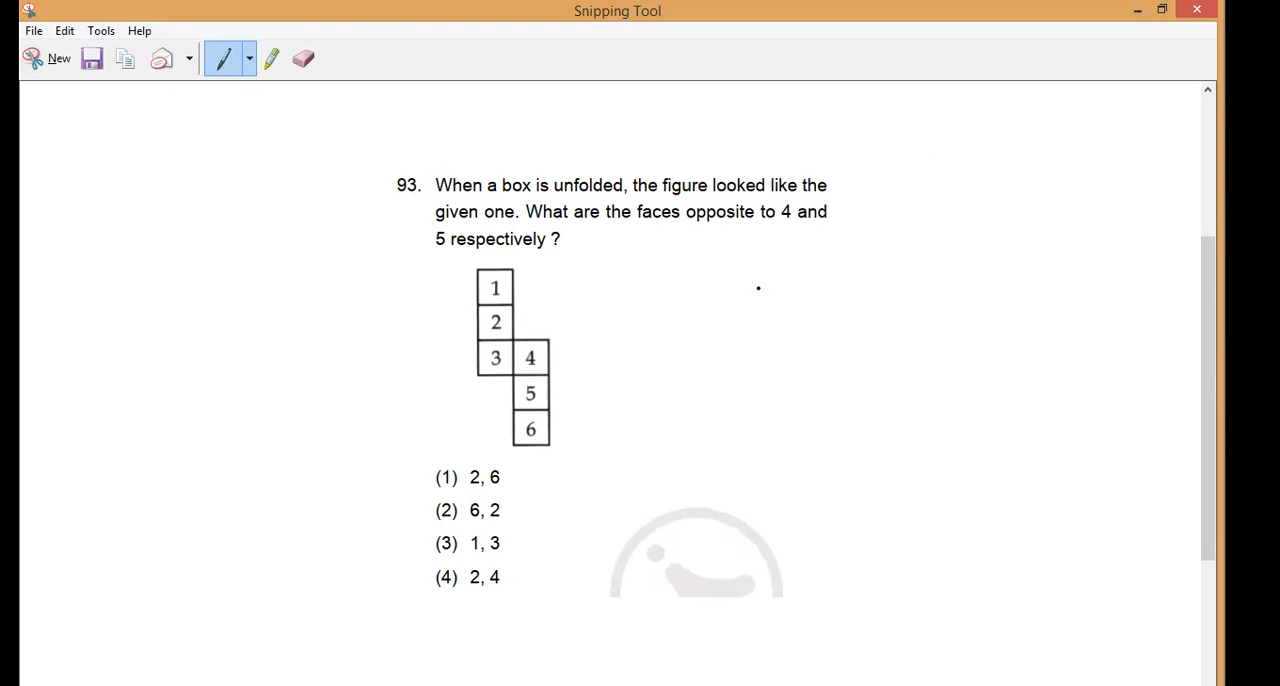 Snipping Tool
File Edit Tools Help
New
93. When a box is unfolded, the figure looked like the
given one. What are the faces opposite to 4 and
5 respectively ?
1
2
3 4
5
6
(1) 2, 6
(2) 6, 2
(3) 1, 3
(4) 2, 4